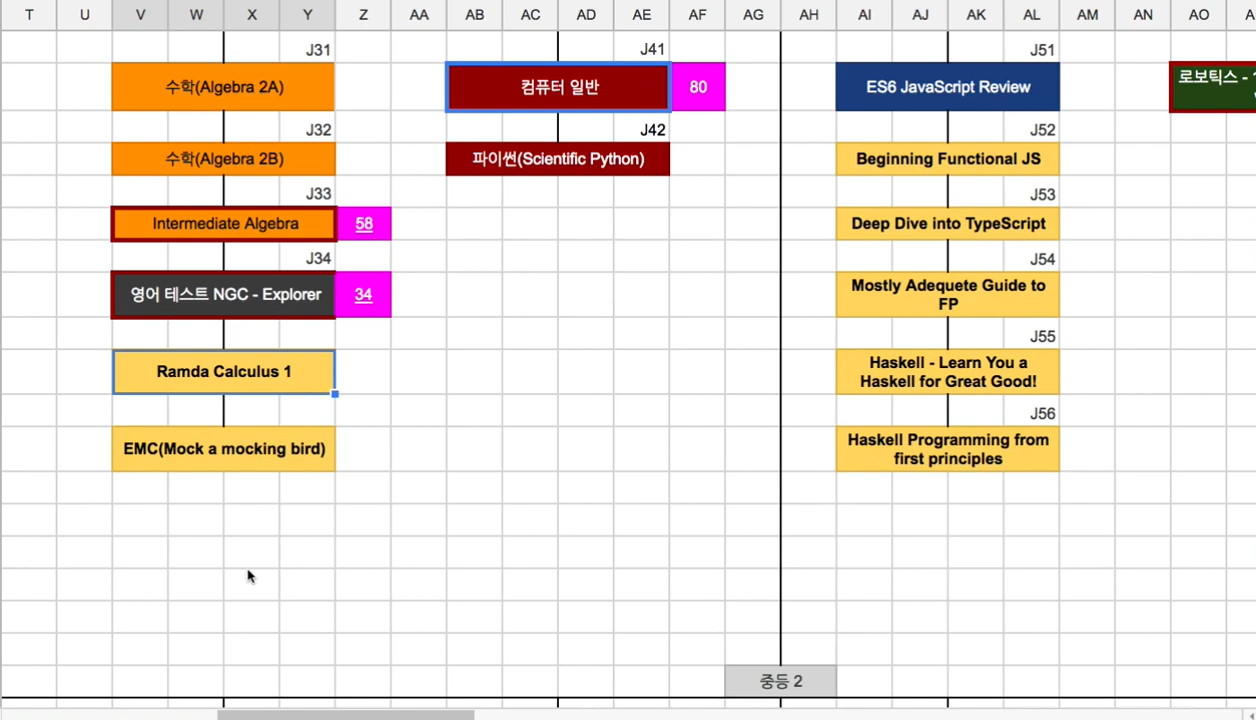 T U V W X Y Z AA AB AC AD AE AF AG AH AI AJ AK AL AM AN AO
J31 J41 J51
수학(Algebra 2A) 컴퓨터 일반 80 ES6 JavaScript Review 로보틱스 -
J32 J42 J52
수학(Algebra 2B) 파이썬(Scientific Python) Beginning Functional JS
J33 J53
Intermediate Algebra 58 Deep Dive into TypeScript
J34 J54
영어 테스트 NGC - Explorer 34 Mostly Adequete Guide to
FP
J55
Ramda Calculus 1 Haskell - Learn You a
Haskell for Great Good!
J56
EMC(Mock a mocking bird) Haskell Programming from
first principles
중등 2